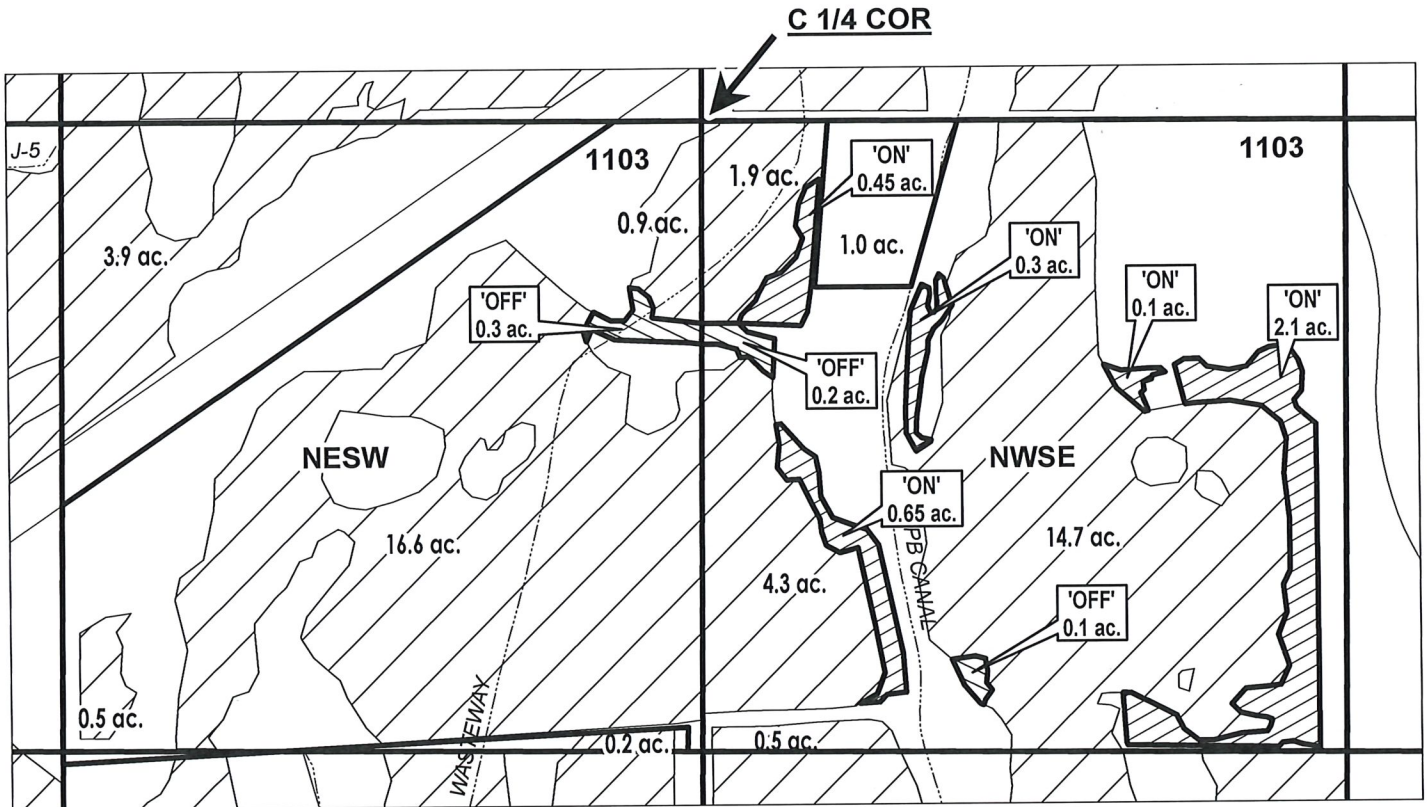 C 1/4 COR
J-5
1103
1103
'ON'
0.45 ac.
1.9 ac.
0.9 ac.
3.9 ac.
1.0 ac.
'ON'
0.3 ac.
'ON'
0.1 ac.
'ON'
2.1 ac.
'OFF'
0.3 ac.
'OFF'
0.2 ac.
NESW
NWSE
'ON'
0.65 ac.
16.6 ac.
14.7 ac.
PB CANAL
4.3 ac.
'OFF'
0.1 ac.
WASTEWAY
0.5 ac.
0.2 ac.
0.5 ac.